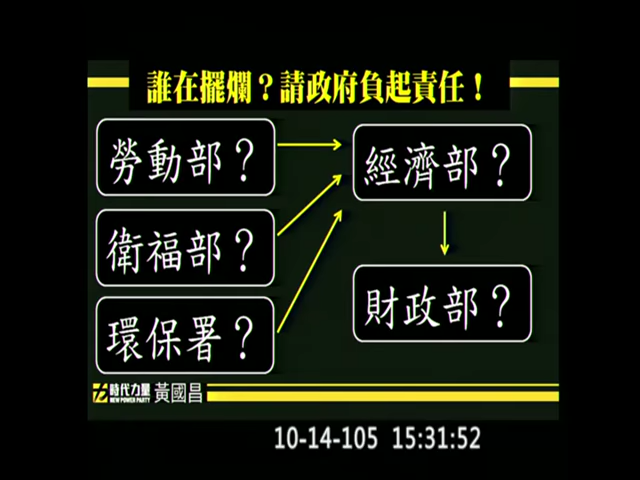 誰在擺爛？請政府負起責任！
勞動部？
衛福部？
環保署？
經濟部？
財政部？
時代力量
NEW POWER PARTY
黃國昌
10-14-105 15:31:52